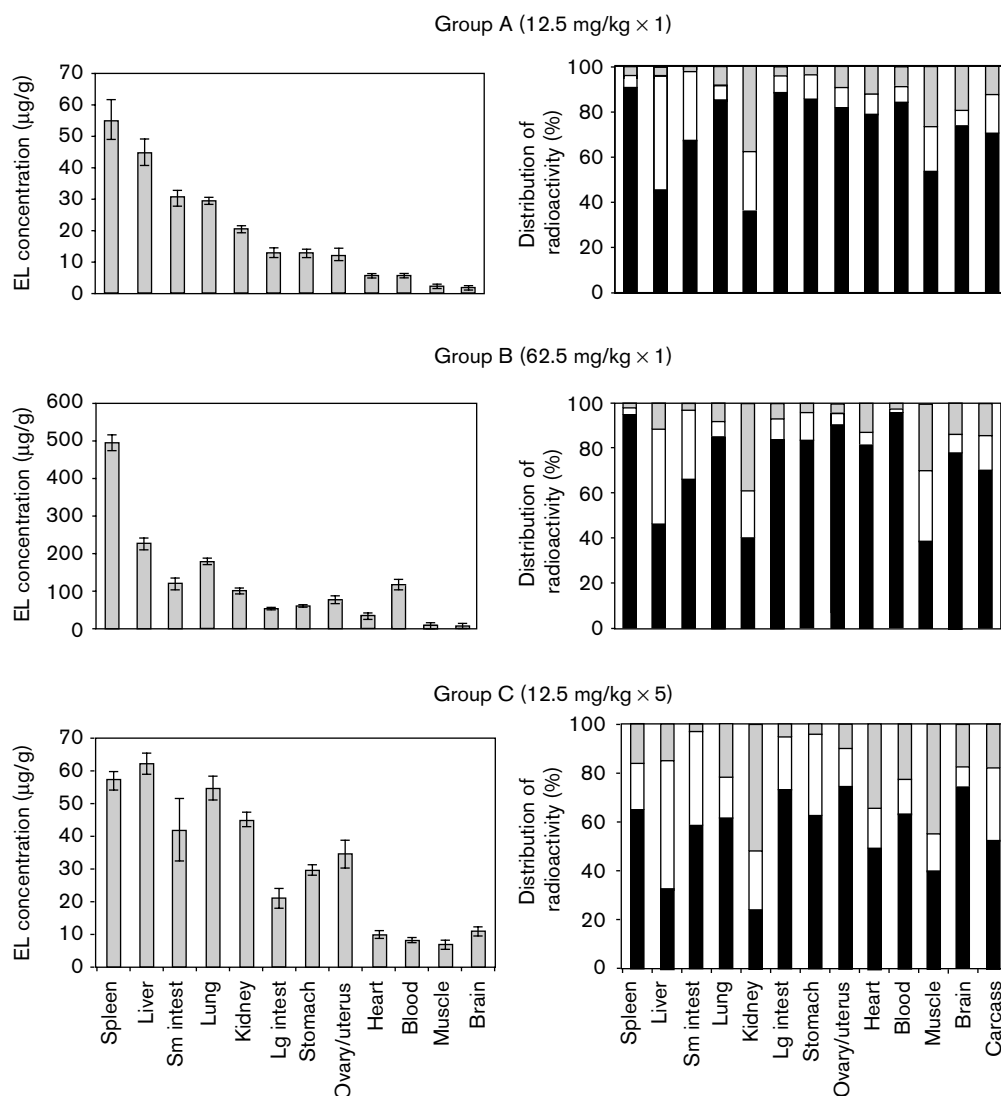 Group A (12.5 mg/kg × 1)
EL concentration (µg/g)
70
60
50
40
30
20
10
0
Distribution of
radioactivity (%)
100
80
60
40
20
0
Group B (62.5 mg/kg × 1)
EL concentration (µg/g)
600
500
400
300
200
100
0
Distribution of
radioactivity (%)
100
80
60
40
20
0
Group C (12.5 mg/kg × 5)
EL concentration (µg/g)
70
60
50
40
30
20
10
0
Spleen
Liver
Sm intest
Lung
Kidney
Lg intest
Stomach
Ovary/uterus
Heart
Blood
Muscle
Brain
Distribution of
radioactivity (%)
100
80
60
40
20
0
Spleen
Liver
Sm intest
Lung
Kidney
Lg intest
Stomach
Ovary/uterus
Heart
Blood
Muscle
Brain
Carcass